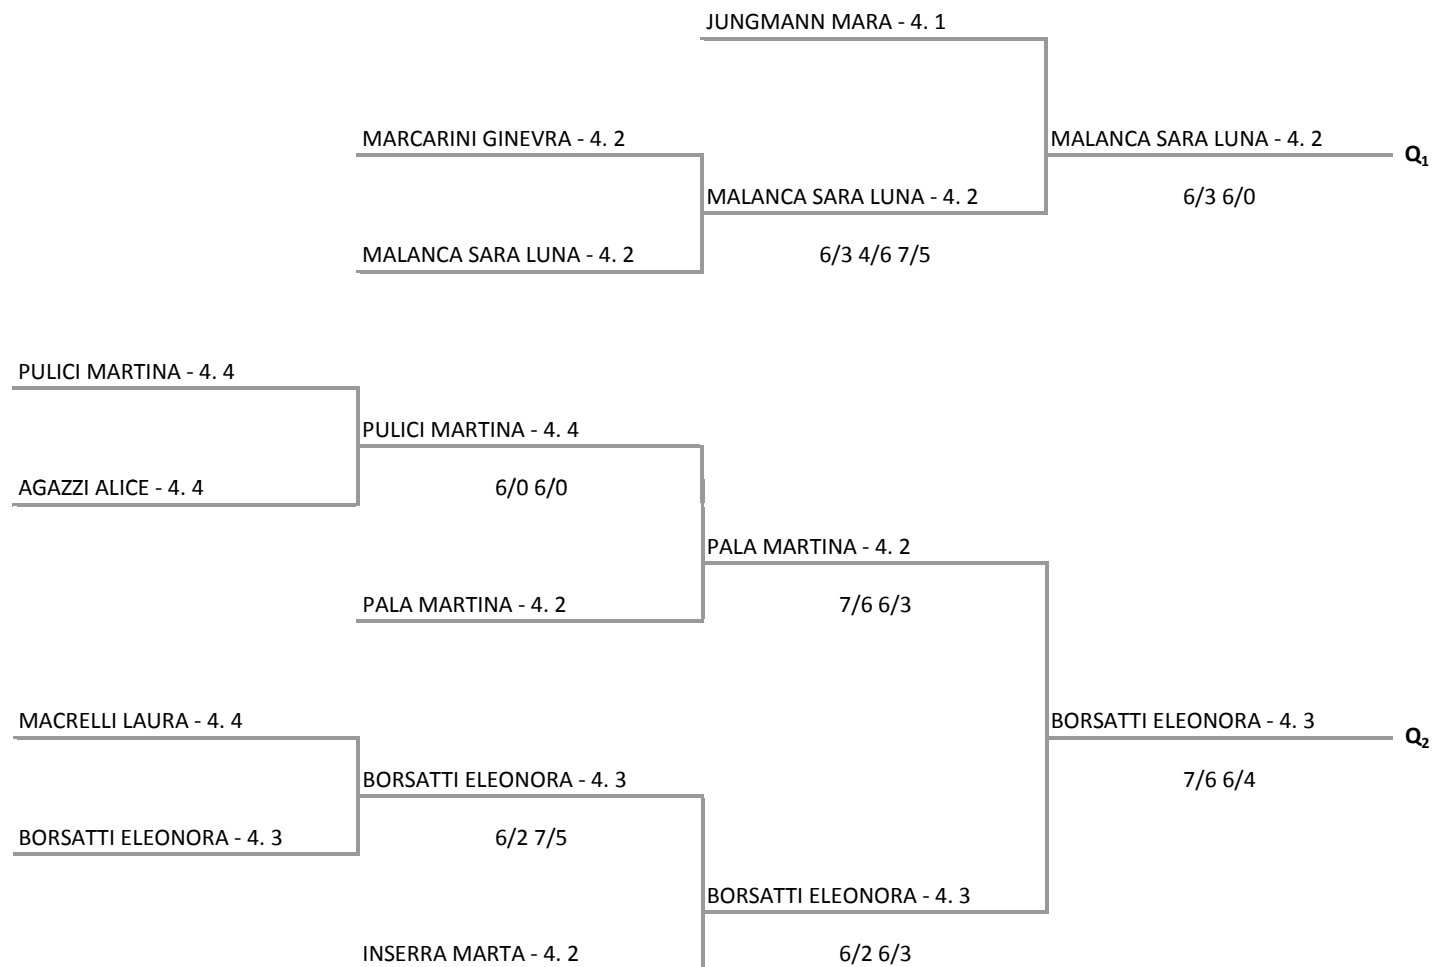 JUNGMANN MARA - 4. 1
MARCARINI GINEVRA - 4. 2
MALANCA SARA LUNA - 4. 2
Q₁
MALANCA SARA LUNA - 4. 2
6/3 6/0
MALANCA SARA LUNA - 4. 2
6/3 4/6 7/5
PULICI MARTINA - 4. 4
PULICI MARTINA - 4. 4
AGAZZI ALICE - 4. 4
6/0 6/0
PALA MARTINA - 4. 2
PALA MARTINA - 4. 2
7/6 6/3
MACRELLI LAURA - 4. 4
BORSATTI ELEONORA - 4. 3
Q₂
BORSATTI ELEONORA - 4. 3
7/6 6/4
BORSATTI ELEONORA - 4. 3
6/2 7/5
BORSATTI ELEONORA - 4. 3
INSERRA MARTA - 4. 2
6/2 6/3